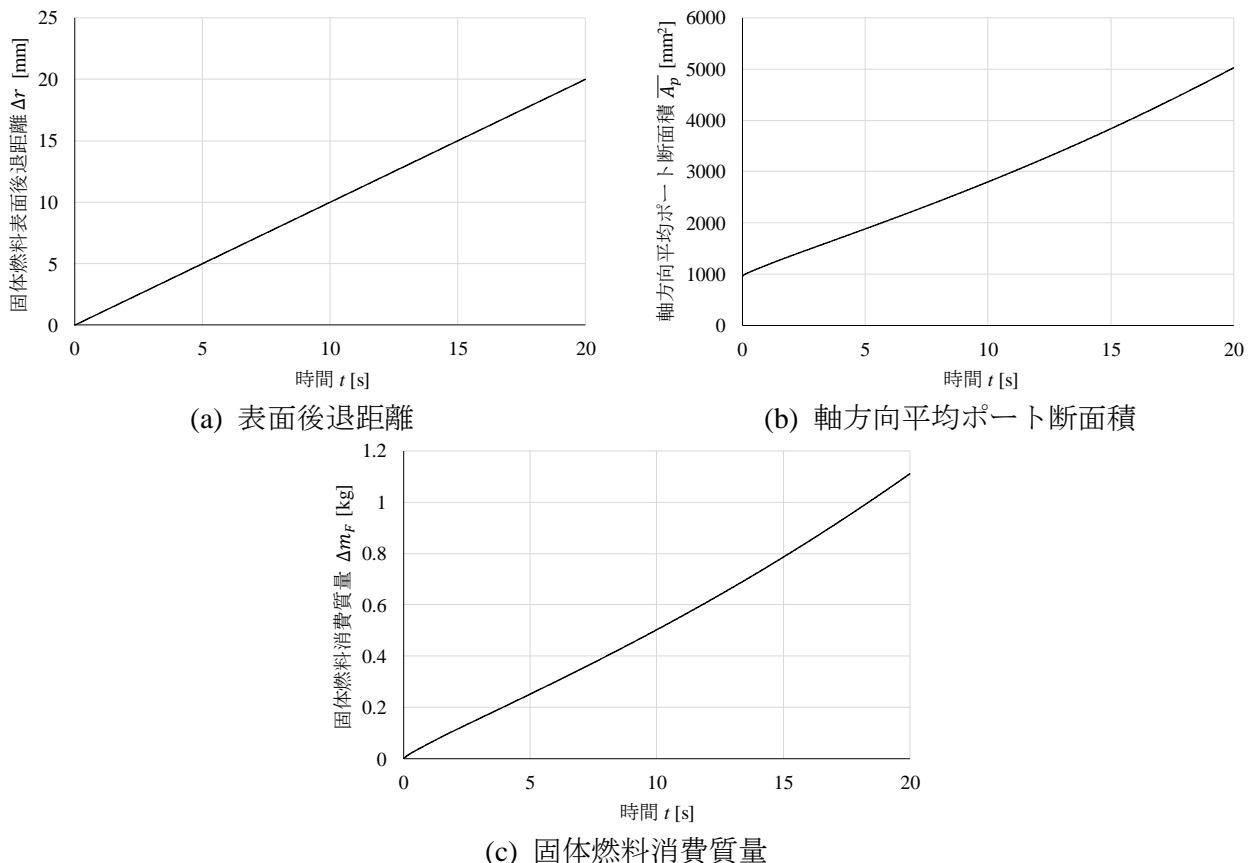 固体燃料表面後退距離 Δr [mm]
25
20
15
10
5
0
0 5 10 15 20
時間 t [s]
(a) 表面後退距離
軸方向平均ポート断面積 $\overline{A_p}$ [mm²]
6000
5000
4000
3000
2000
1000
0
0 5 10 15 20
時間 t [s]
(b) 軸方向平均ポート断面積
固体燃料消費質量 Δm_F [kg]
1.2
1
0.8
0.6
0.4
0.2
0
0 5 10 15 20
時間 t [s]
(c) 固体燃料消費質量